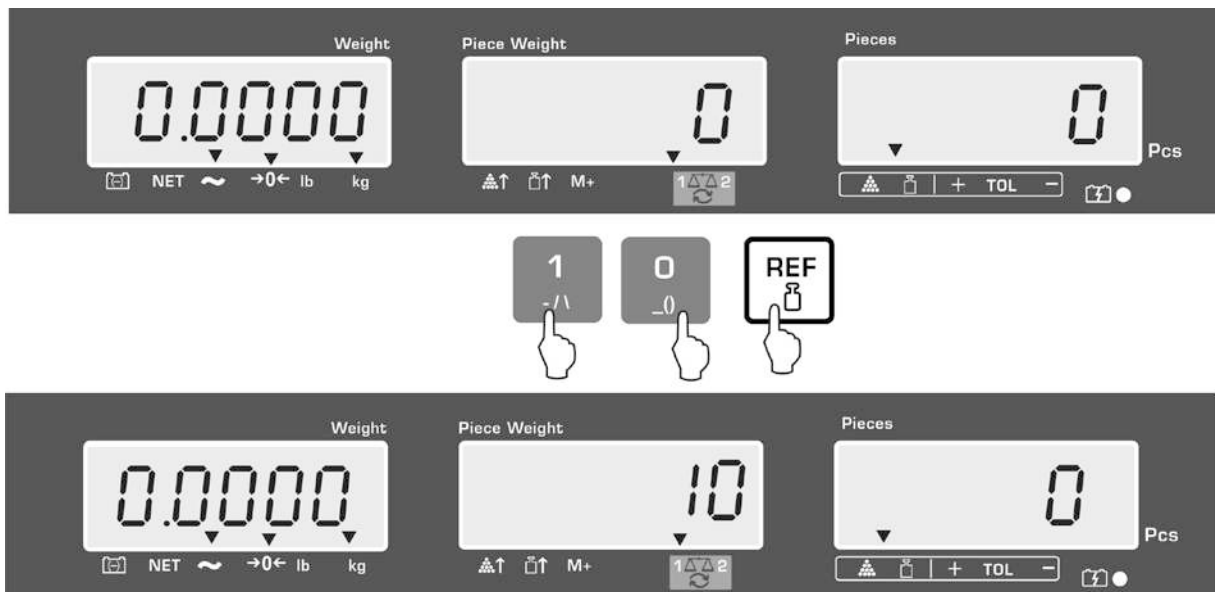 Weight Piece Weight Pieces
0.0000 0 0
Pcs
NET ~ →0← lb kg ↑ ↑ M+ 1 2 + TOL −
1 0 REF
- / \ _()
Weight Piece Weight Pieces
0.0000 10 0
Pcs
NET ~ →0← lb kg ↑ ↑ M+ 1 2 + TOL −